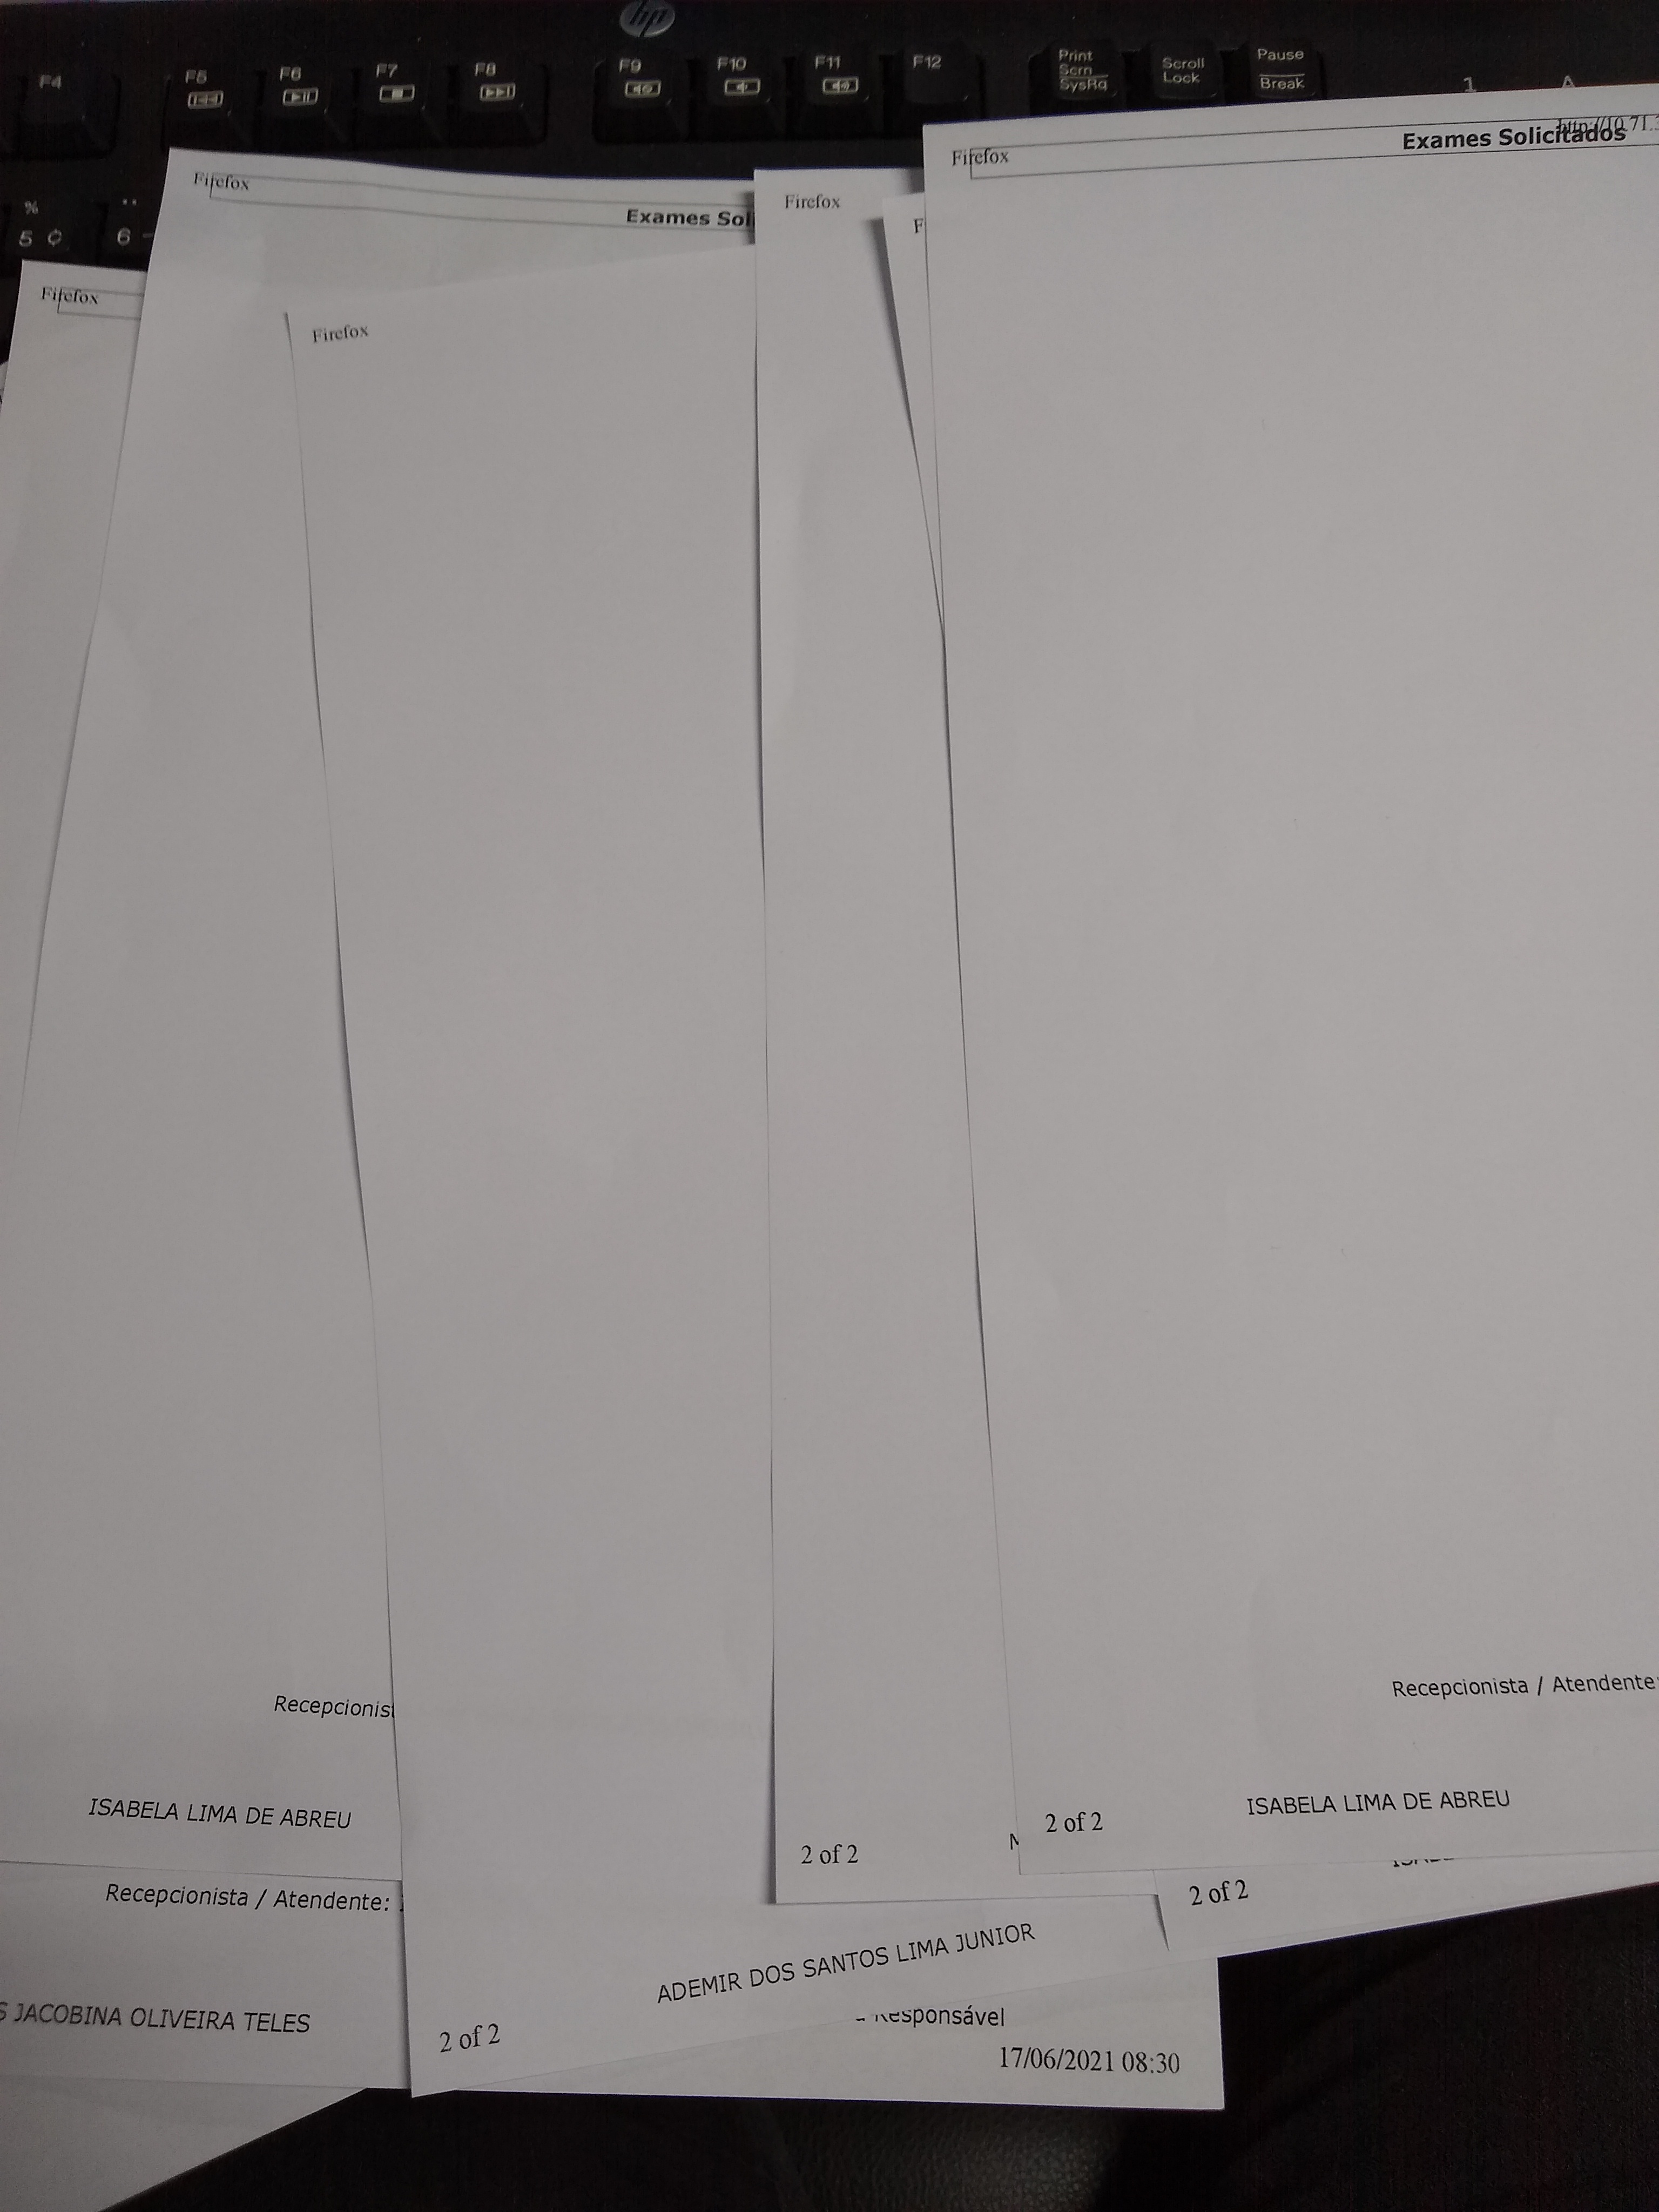 hp
F4
F5
F6
F7
F8
F9
F10
F11
F12
Print
Scrn
SysRq
Scroll
Lock
Pause
Break
1
A
%
5 ¢
6
Firefox
Firefox
Exames Sol
Firefox
Firefox
F
Firefox
Exames Solicitados
http://10.71.
Recepcionist
ISABELA LIMA DE ABREU
Recepcionista / Atendente:
S JACOBINA OLIVEIRA TELES
2 of 2
ADEMIR DOS SANTOS LIMA JUNIOR
Responsável
17/06/2021 08:30
2 of 2
Recepcionista / Atendente
2 of 2
ISABELA LIMA DE ABREU
2 of 2